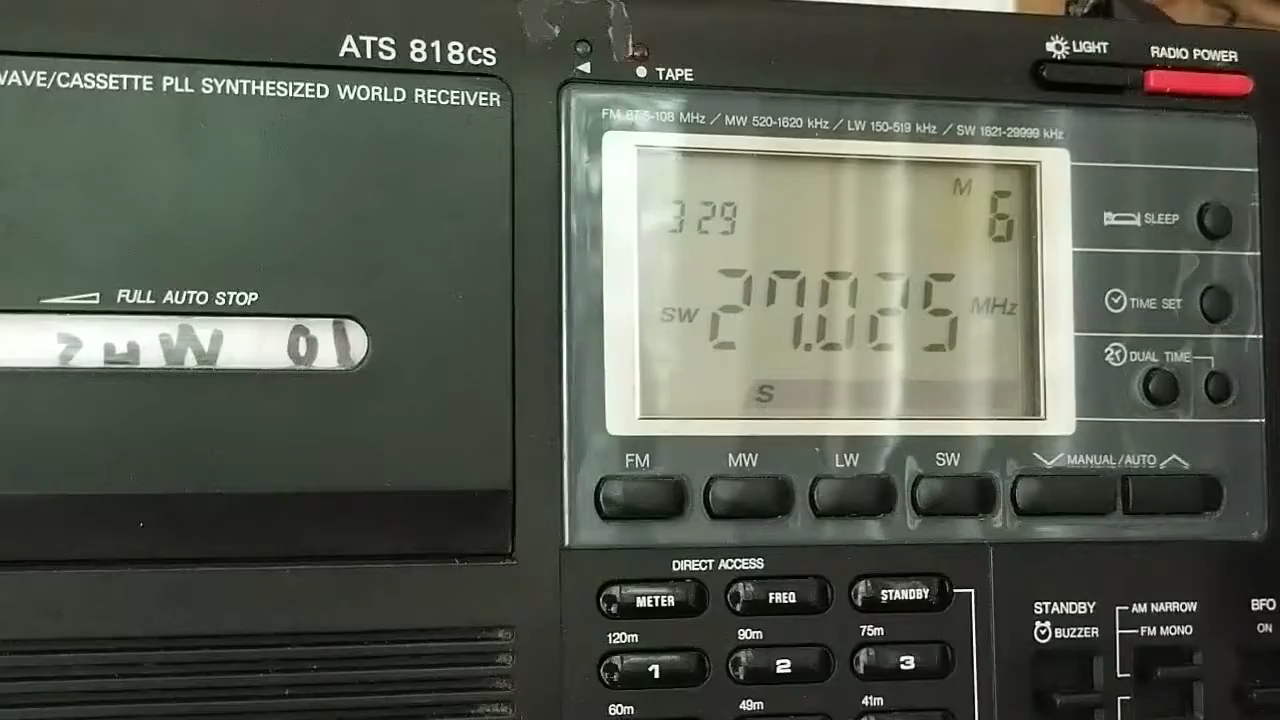 ATS 818CS
WAVE/CASSETTE PLL SYNTHESIZED WORLD RECEIVER
FULL AUTO STOP
TAPE
LIGHT
RADIO POWER
FM 87.5-108 MHz / MW 520-1620 kHz / LW 150-519 kHz / SW 1621-29999 kHz
3 29
M 6
SW 27.025 MHz
S
SLEEP
TIME SET
DUAL TIME
FM MW LW SW MANUAL/AUTO
DIRECT ACCESS
METER FREQ STANDBY
120m 90m 75m
1 2 3
60m 49m 41m
STANDBY
BUZZER
AM NARROW
FM MONO
BFO
ON